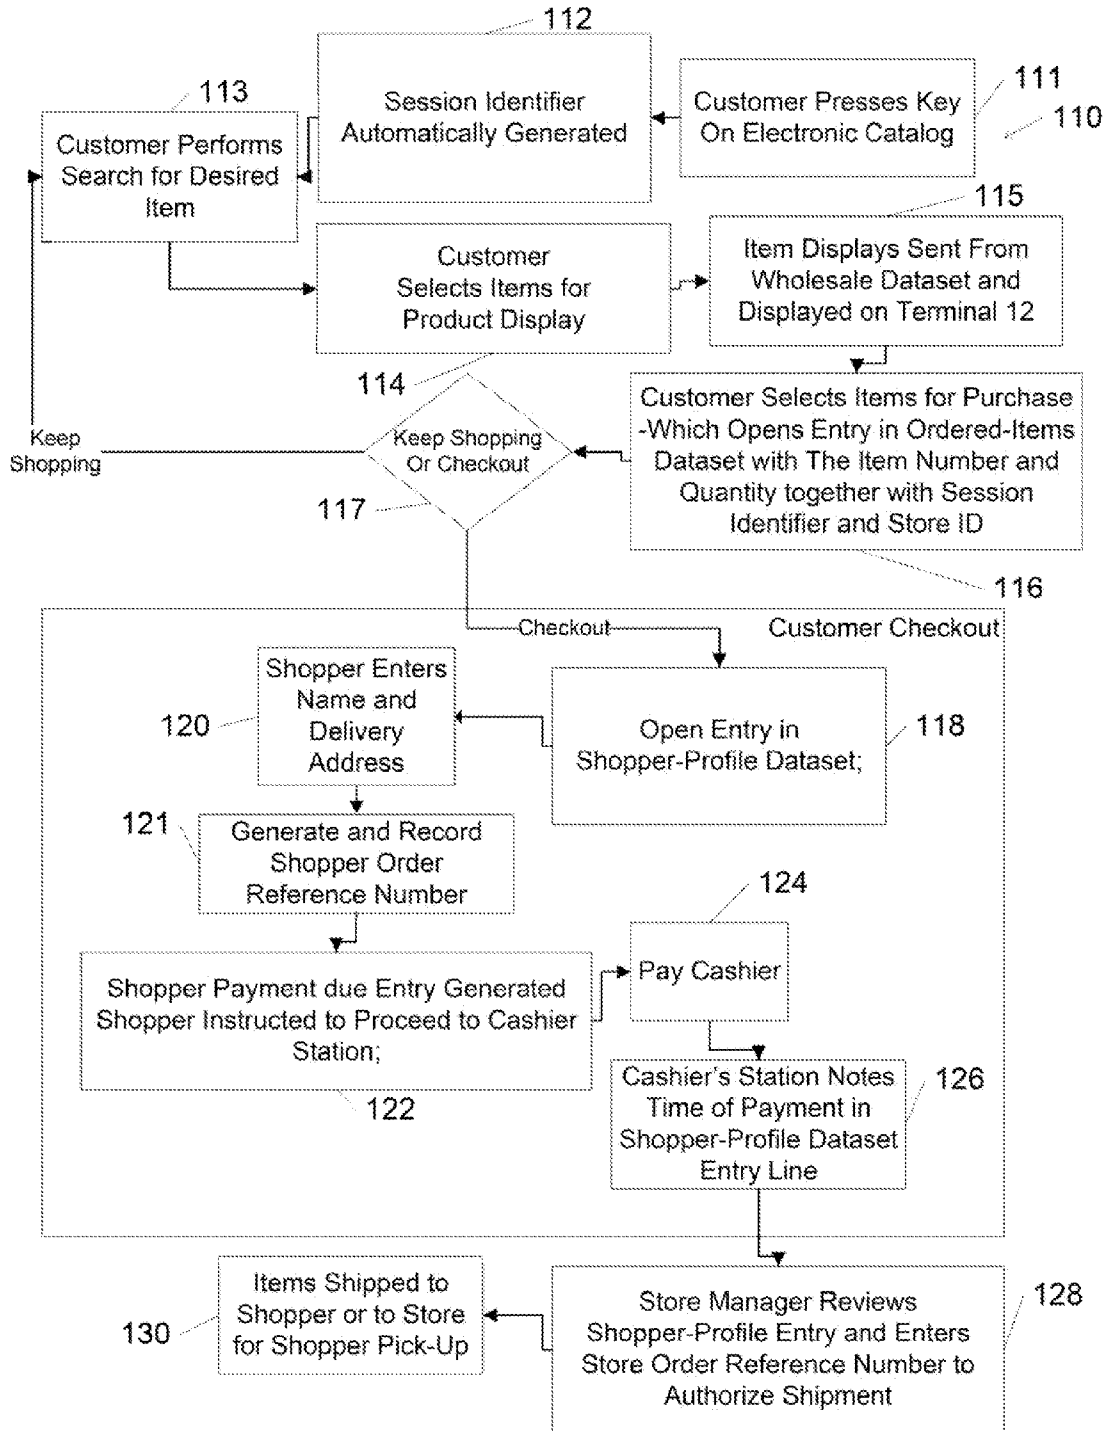 112
Session Identifier
Automatically Generated
111
Customer Presses Key
On Electronic Catalog
110
113
Customer Performs
Search for Desired
Item
Customer
Selects Items for
Product Display
114
115
Item Displays Sent From
Wholesale Dataset and
Displayed on Terminal 12
Customer Selects Items for Purchase
-Which Opens Entry in Ordered-Items
Dataset with The Item Number and
Quantity together with Session
Identifier and Store ID
116
Keep Shopping
Or Checkout
117
Keep
Shopping
Checkout
Customer Checkout
Open Entry in
Shopper-Profile Dataset;
118
Shopper Enters
Name and
Delivery
Address
120
121
Generate and Record
Shopper Order
Reference Number
Shopper Payment due Entry Generated
Shopper Instructed to Proceed to Cashier
Station;
122
124
Pay Cashier
Cashier's Station Notes
Time of Payment in
Shopper-Profile Dataset
Entry Line
126
Store Manager Reviews
Shopper-Profile Entry and Enters
Store Order Reference Number to
Authorize Shipment
128
Items Shipped to
Shopper or to Store
for Shopper Pick-Up
130